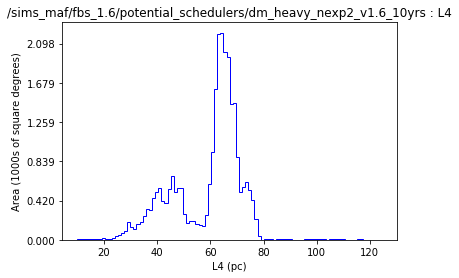 /sims_maf/fbs_1.6/potential_schedulers/dm_heavy_nexp2_v1.6_10yrs : L4
2.098
1.679
1.259
0.839
0.420
0.000
Area (1000s of square degrees)
20 40 60 80 100 120
L4 (pc)